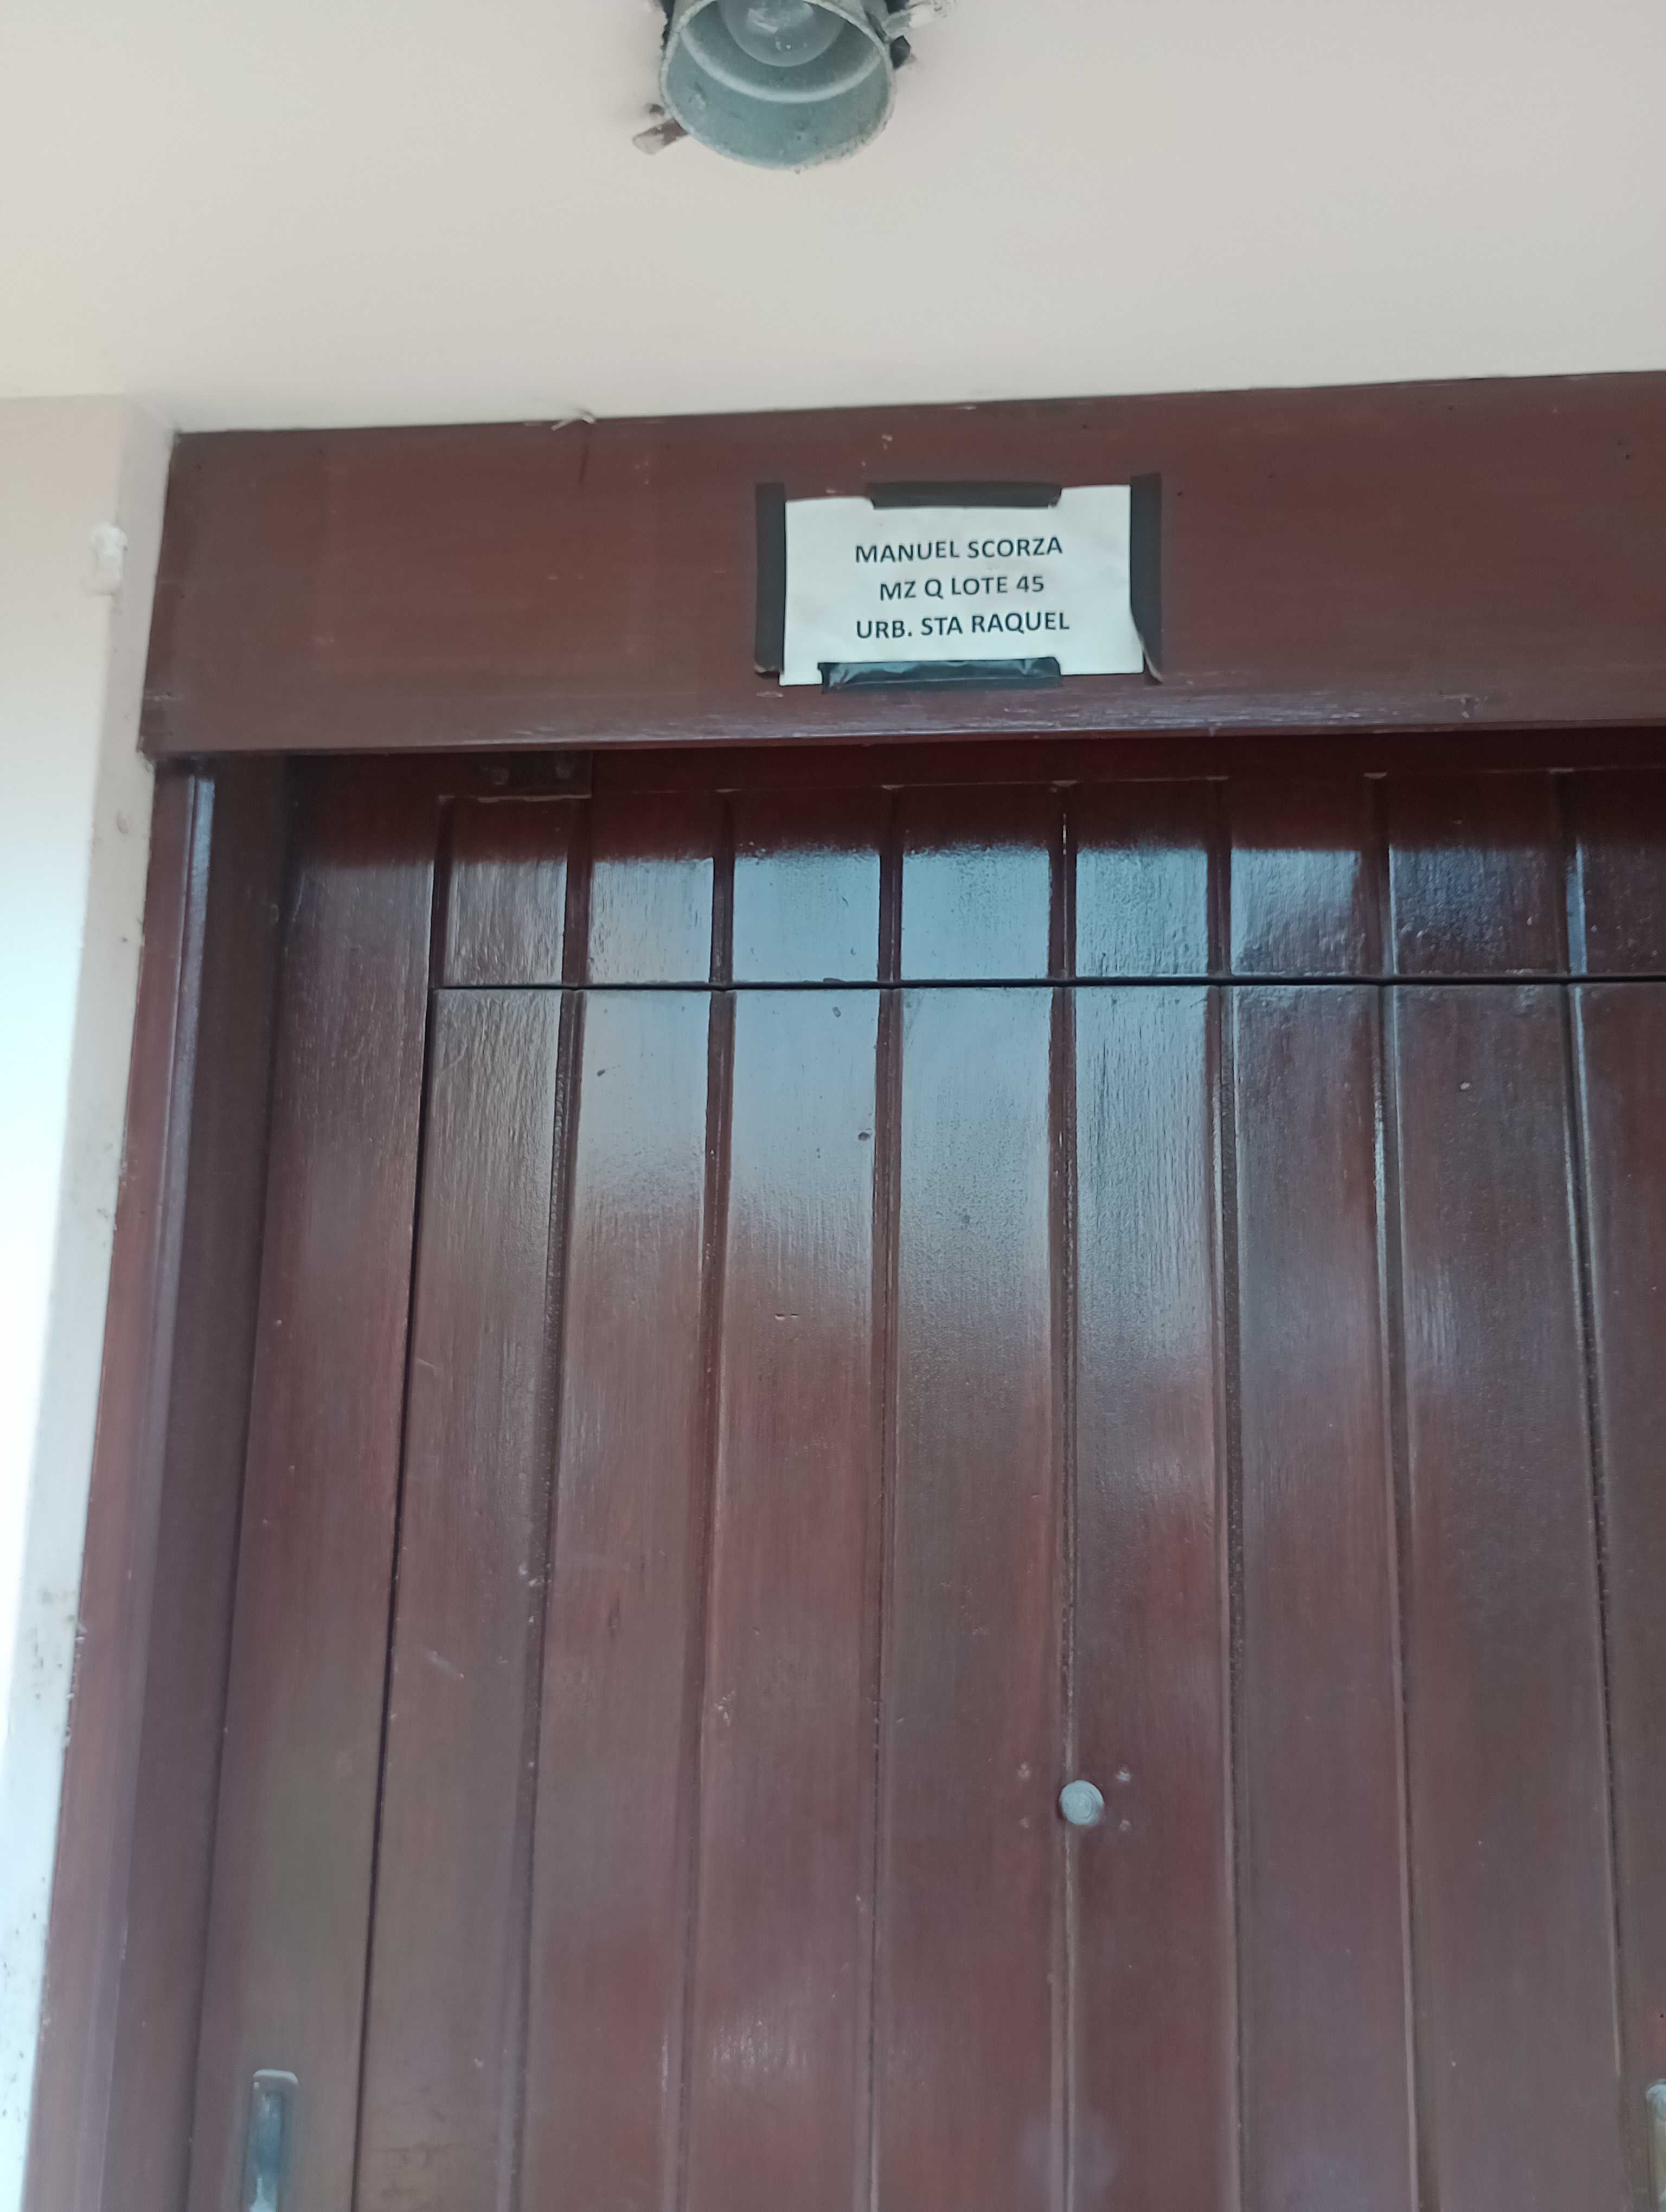 MANUEL SCORZA
MZ Q LOTE 45
URB. STA RAQUEL